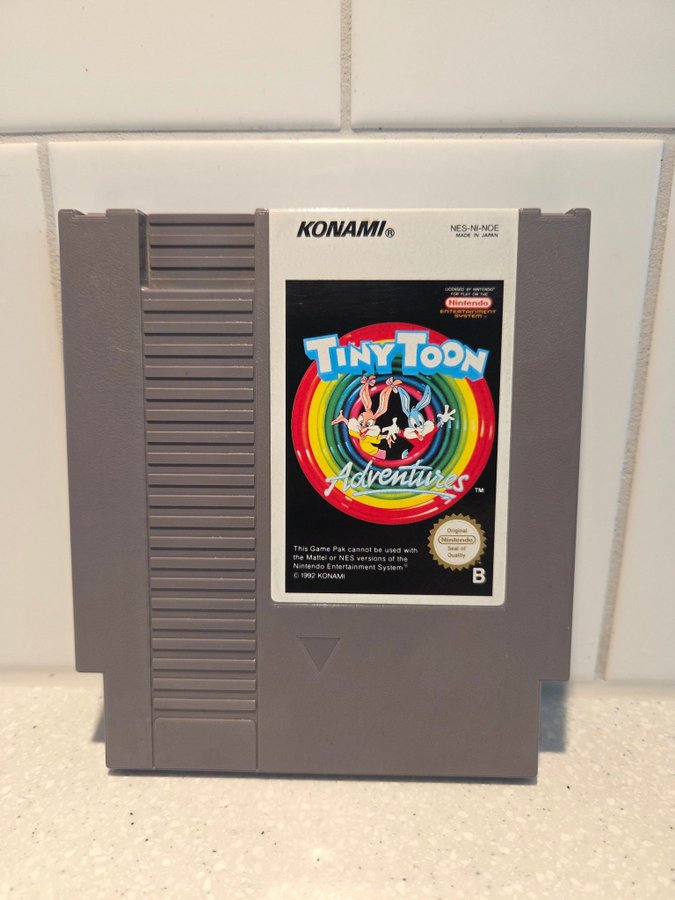 KONAMI®
NES-NI-NOE
MADE IN JAPAN
LICENSED BY NINTENDO®
FOR PLAY ON THE
Nintendo
ENTERTAINMENT
SYSTEM™
TINY TOON
Adventures
TM
Original
Nintendo
Seal of
Quality
This Game Pak cannot be used with
the Mattel or NES versions of the
Nintendo Entertainment System®
© 1992 KONAMI
B